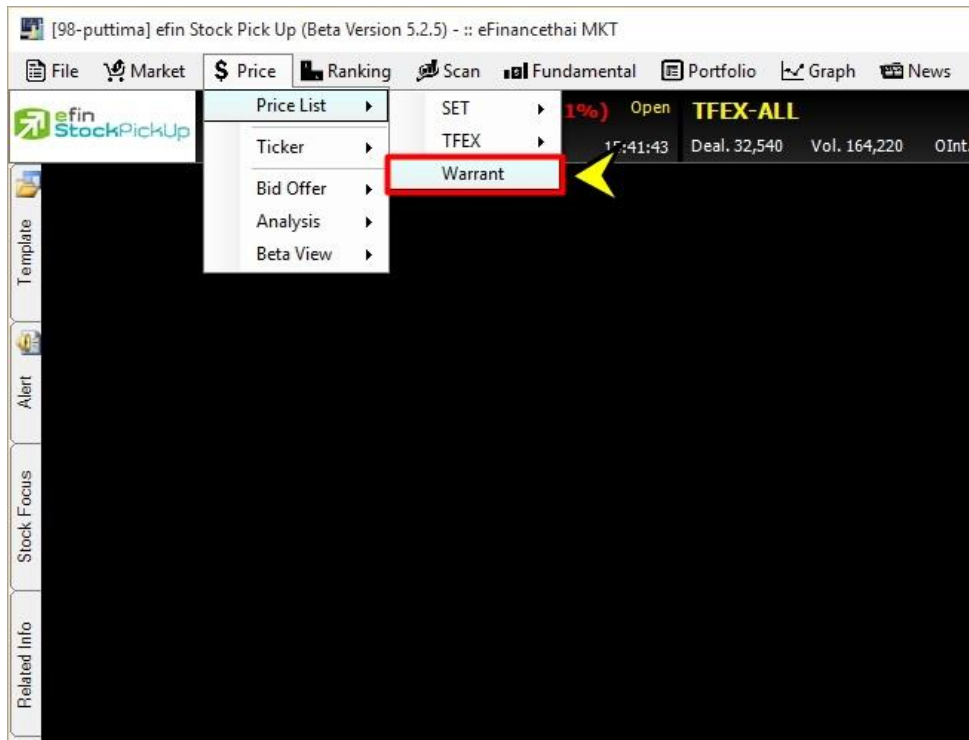 [98-puttima] efin Stock Pick Up (Beta Version 5.2.5) - :: eFinancethai MKT
File Market $ Price Ranking Scan Fundamental Portfolio Graph News
efin
StockPickUp
1%) Open TFEX-ALL
:41:43 Deal. 32,540 Vol. 164,220 OInt.
Price List
Ticker
Bid Offer
Analysis
Beta View
SET
TFEX
Warrant
Template
Alert
Stock Focus
Related Info